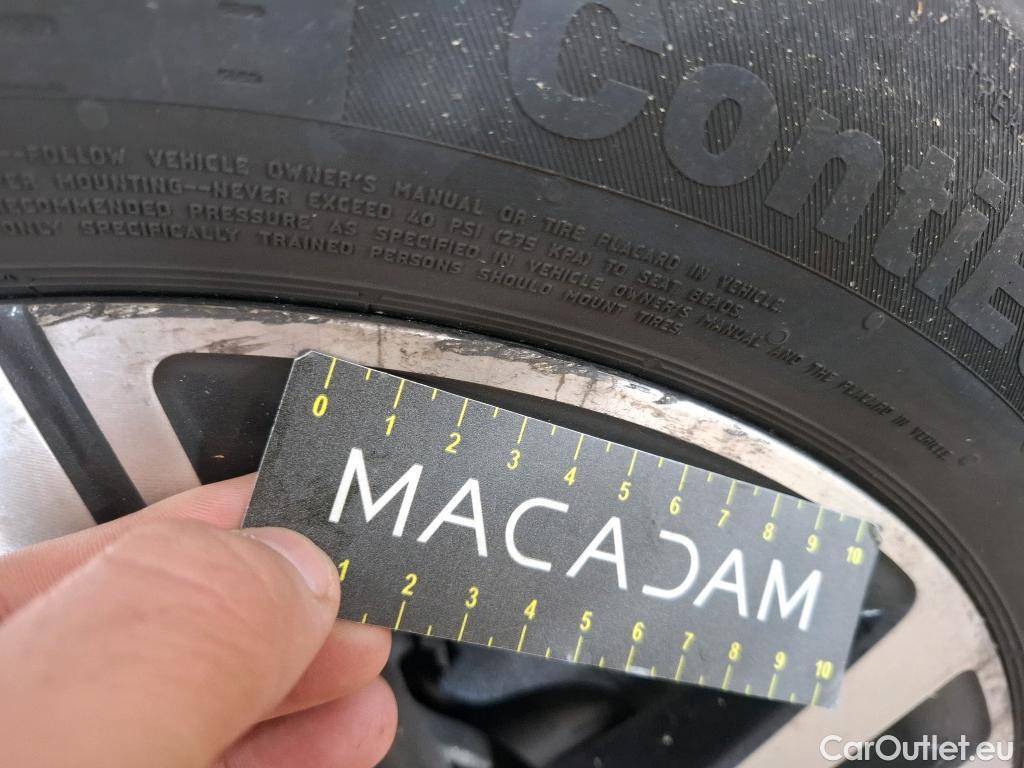 ContiE
--FOLLOW VEHICLE OWNER'S MANUAL OR TIRE PLACARD IN VEHICLE.
MOUNTING--NEVER EXCEED 40 PSI (275 KPA) TO SEAT BEADS.
RECOMMENDED PRESSURE AS SPECIFIED IN VEHICLE OWNER'S MANUAL AND THE PLACARD IN VEHICLE
ONLY SPECIFICALLY TRAINED PERSONS SHOULD MOUNT TIRES
0 1 2 3 4 5 6 7 8 9 10
MACADAM
1 2 3 4 5 6 7 8 9 10
CarOutlet.eu